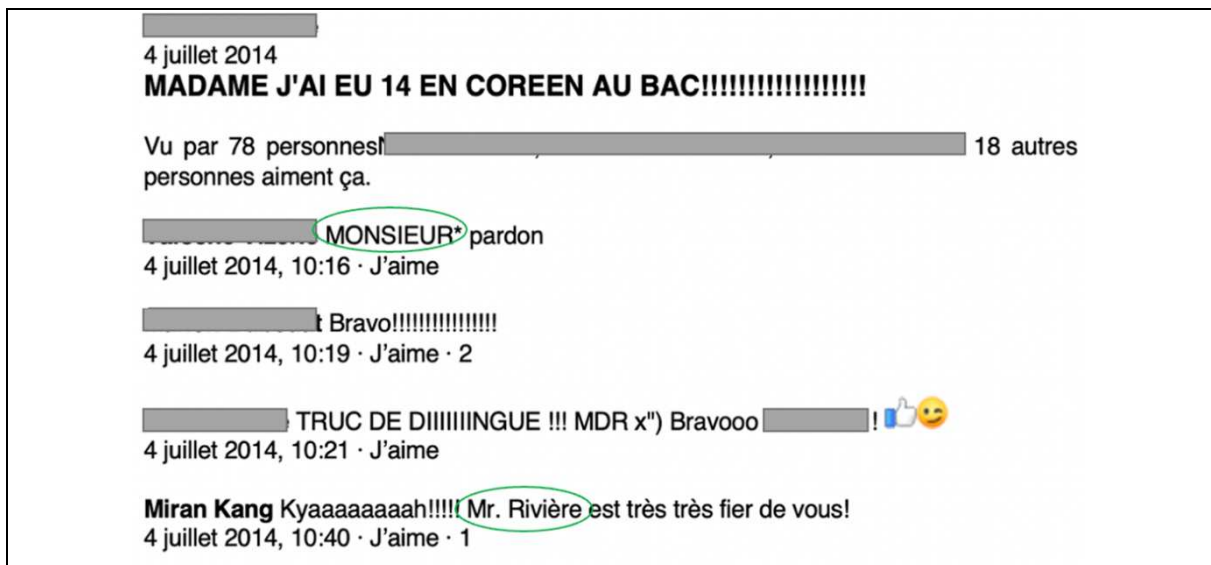 4 juillet 2014
MADAME J'AI EU 14 EN COREEN AU BAC!!!!!!!!!!!!!!!!!!!
Vu par 78 personnes 18 autres
personnes aiment ça.
MONSIEUR* pardon
4 juillet 2014, 10:16 · J'aime
t Bravo!!!!!!!!!!!!!!!!
4 juillet 2014, 10:19 · J'aime · 2
TRUC DE DIIIIIIINGUE !!! MDR x") Bravooo !
4 juillet 2014, 10:21 · J'aime
Miran Kang Kyaaaaaaaah!!!!! Mr. Rivière est très très fier de vous!
4 juillet 2014, 10:40 · J'aime · 1